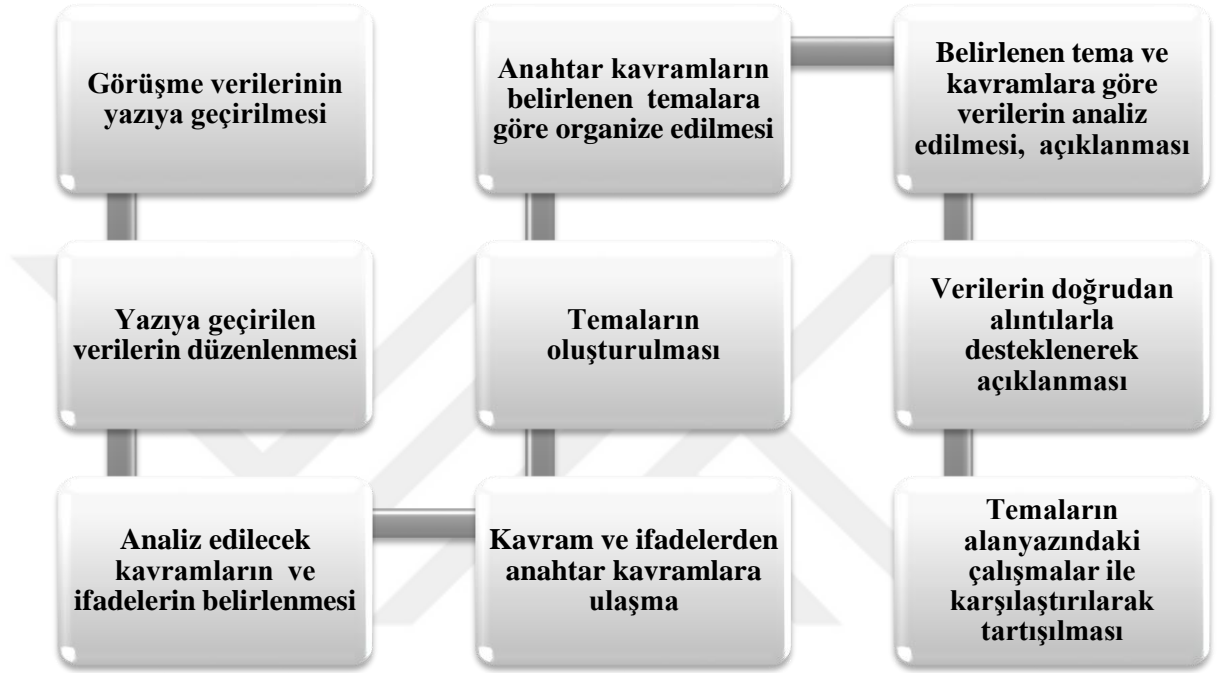 Görüşme verilerinin
yazıya geçirilmesi
Yazıya geçirilen
verilerin düzenlenmesi
Analiz edilecek
kavramların ve
ifadelerin belirlenmesi
Kavram ve ifadelerden
anahtar kavramlara
ulaşma
Temaların
oluşturulması
Anahtar kavramların
belirlenen temalara
göre organize edilmesi
Belirlenen tema ve
kavramlara göre
verilerin analiz
edilmesi, açıklanması
Verilerin doğrudan
alıntılarla
desteklenerek
açıklanması
Temaların
alanyazındaki
çalışmalar ile
karşılaştırılarak
tartışılması